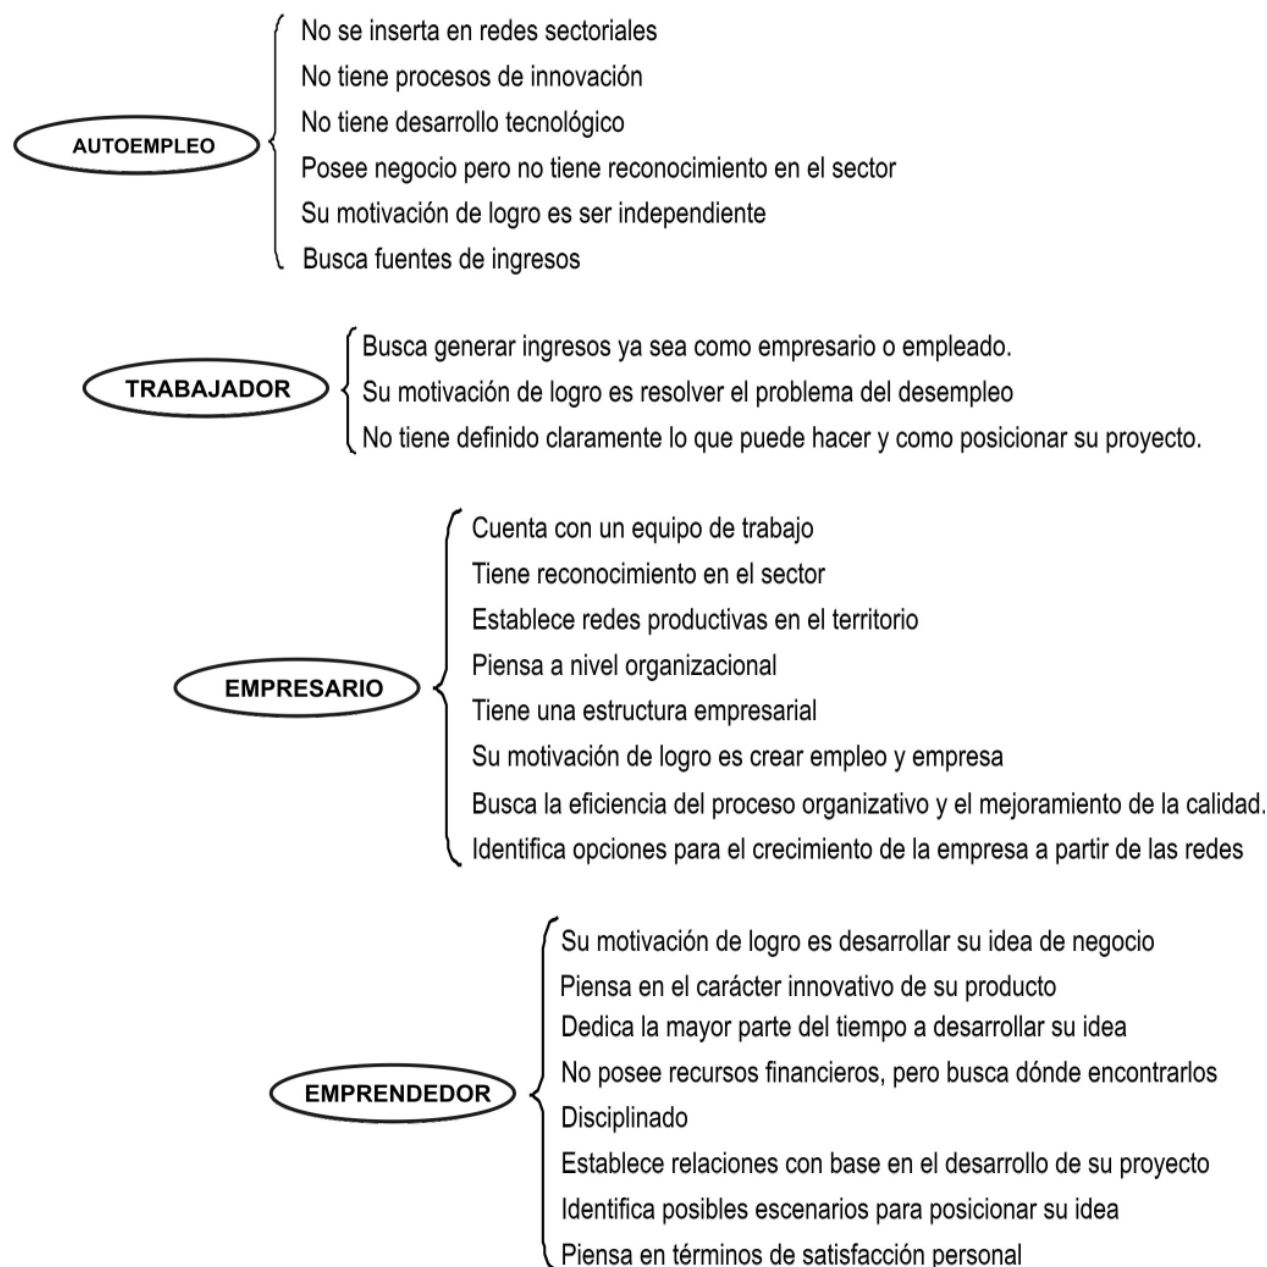 No se inserta en redes sectoriales
No tiene procesos de innovación
No tiene desarrollo tecnológico
AUTOEMPLEO
Posee negocio pero no tiene reconocimiento en el sector
Su motivación de logro es ser independiente
Busca fuentes de ingresos
Busca generar ingresos ya sea como empresario o empleado.
TRABAJADOR
Su motivación de logro es resolver el problema del desempleo
No tiene definido claramente lo que puede hacer y como posicionar su proyecto.
Cuenta con un equipo de trabajo
Tiene reconocimiento en el sector
Establece redes productivas en el territorio
Piensa a nivel organizacional
EMPRESARIO
Tiene una estructura empresarial
Su motivación de logro es crear empleo y empresa
Busca la eficiencia del proceso organizativo y el mejoramiento de la calidad.
Identifica opciones para el crecimiento de la empresa a partir de las redes
Su motivación de logro es desarrollar su idea de negocio
Piensa en el carácter innovativo de su producto
Dedica la mayor parte del tiempo a desarrollar su idea
No posee recursos financieros, pero busca dónde encontrarlos
EMPRENDEDOR
Disciplinado
Establece relaciones con base en el desarrollo de su proyecto
Identifica posibles escenarios para posicionar su idea
Piensa en términos de satisfacción personal